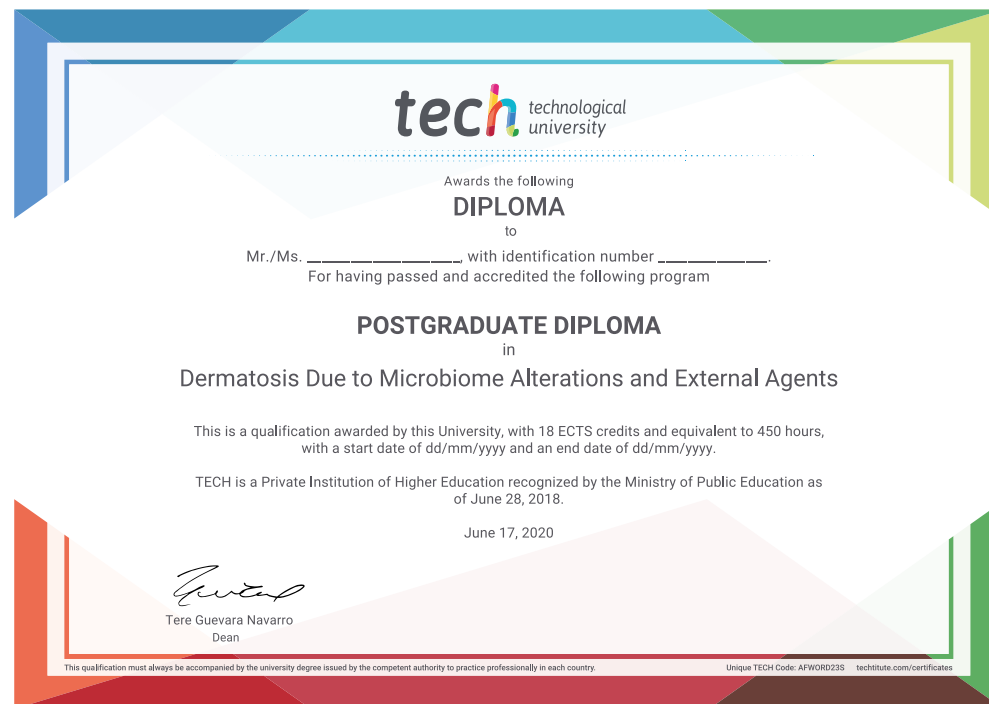 tech technological
university
Awards the following
DIPLOMA
to
Mr./Ms. ____________________, with identification number ______________.
For having passed and accredited the following program
POSTGRADUATE DIPLOMA
in
Dermatosis Due to Microbiome Alterations and External Agents
This is a qualification awarded by this University, with 18 ECTS credits and equivalent to 450 hours,
with a start date of dd/mm/yyyy and an end date of dd/mm/yyyy.
TECH is a Private Institution of Higher Education recognized by the Ministry of Public Education as
of June 28, 2018.
June 17, 2020
Tere Guevara Navarro
Dean
This qualification must always be accompanied by the university degree issued by the competent authority to practice professionally in each country.
Unique TECH Code: AFWORD23S techtitute.com/certificates